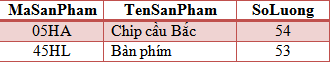 MaSanPham TenSanPham SoLuong
05HA Chip cầu Bắc 54
45HL Bàn phím 53